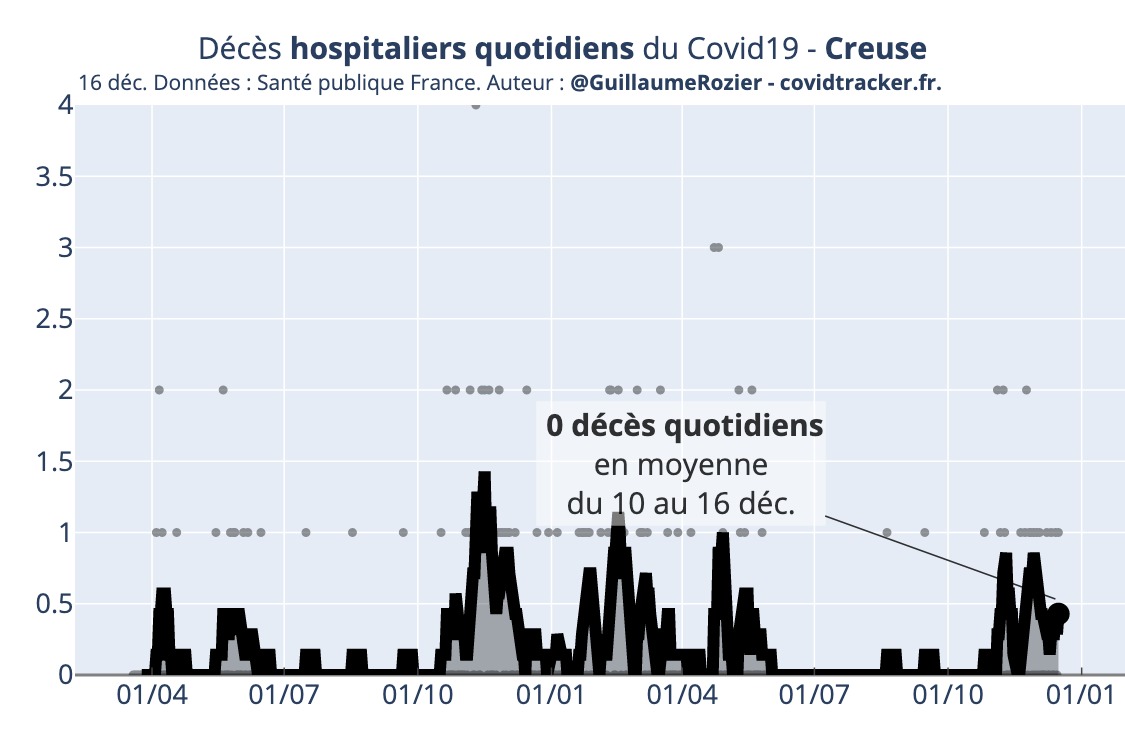 Décès hospitaliers quotidiens du Covid19 - Creuse
16 déc. Données : Santé publique France. Auteur : @GuillaumeRozier - covidtracker.fr.
4
3.5
3
2.5
2
1.5
1
0.5
0
0 décès quotidiens
en moyenne
du 10 au 16 déc.
01/04 01/07 01/10 01/01 01/04 01/07 01/10 01/01